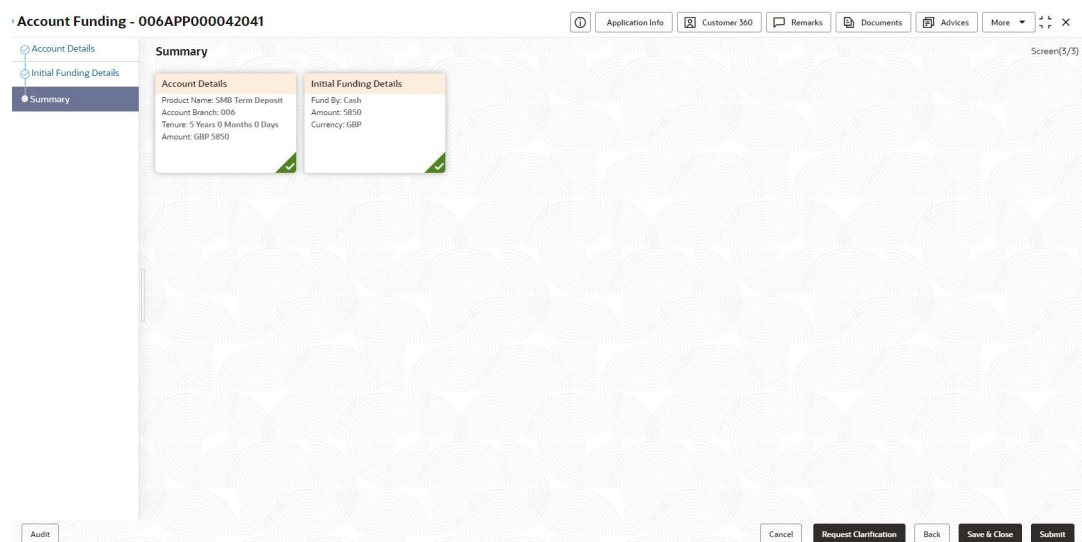 Account Funding - 006APP000042041
Application Info
Customer 360
Remarks
Documents
Advices
More
Account Details
Initial Funding Details
Summary
Summary
Screen(3/3)
Account Details
Product Name: SMB Term Deposit
Account Branch: 006
Tenure: 5 Years 0 Months 0 Days
Amount: GBP 5850
Initial Funding Details
Fund By: Cash
Amount: 5850
Currency: GBP
Audit
Cancel
Request Clarification
Back
Save & Close
Submit